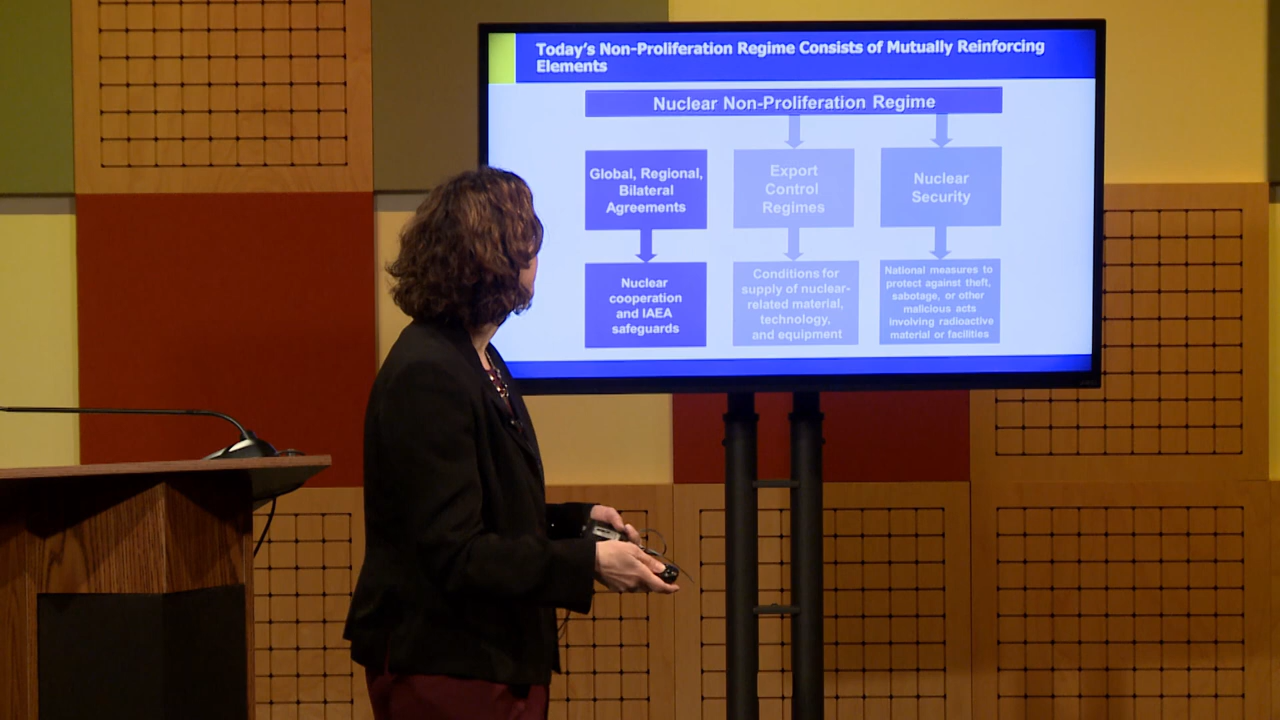 Today's Non-Proliferation Regime Consists of Mutually Reinforcing
Elements
Nuclear Non-Proliferation Regime
Global, Regional,
Bilateral
Agreements
Export
Control
Regimes
Nuclear
Security
Nuclear
cooperation
and IAEA
safeguards
Conditions for
supply of nuclear-
related material,
technology,
and equipment
National measures to
protect against theft,
sabotage, or other
malicious acts
involving radioactive
material or facilities